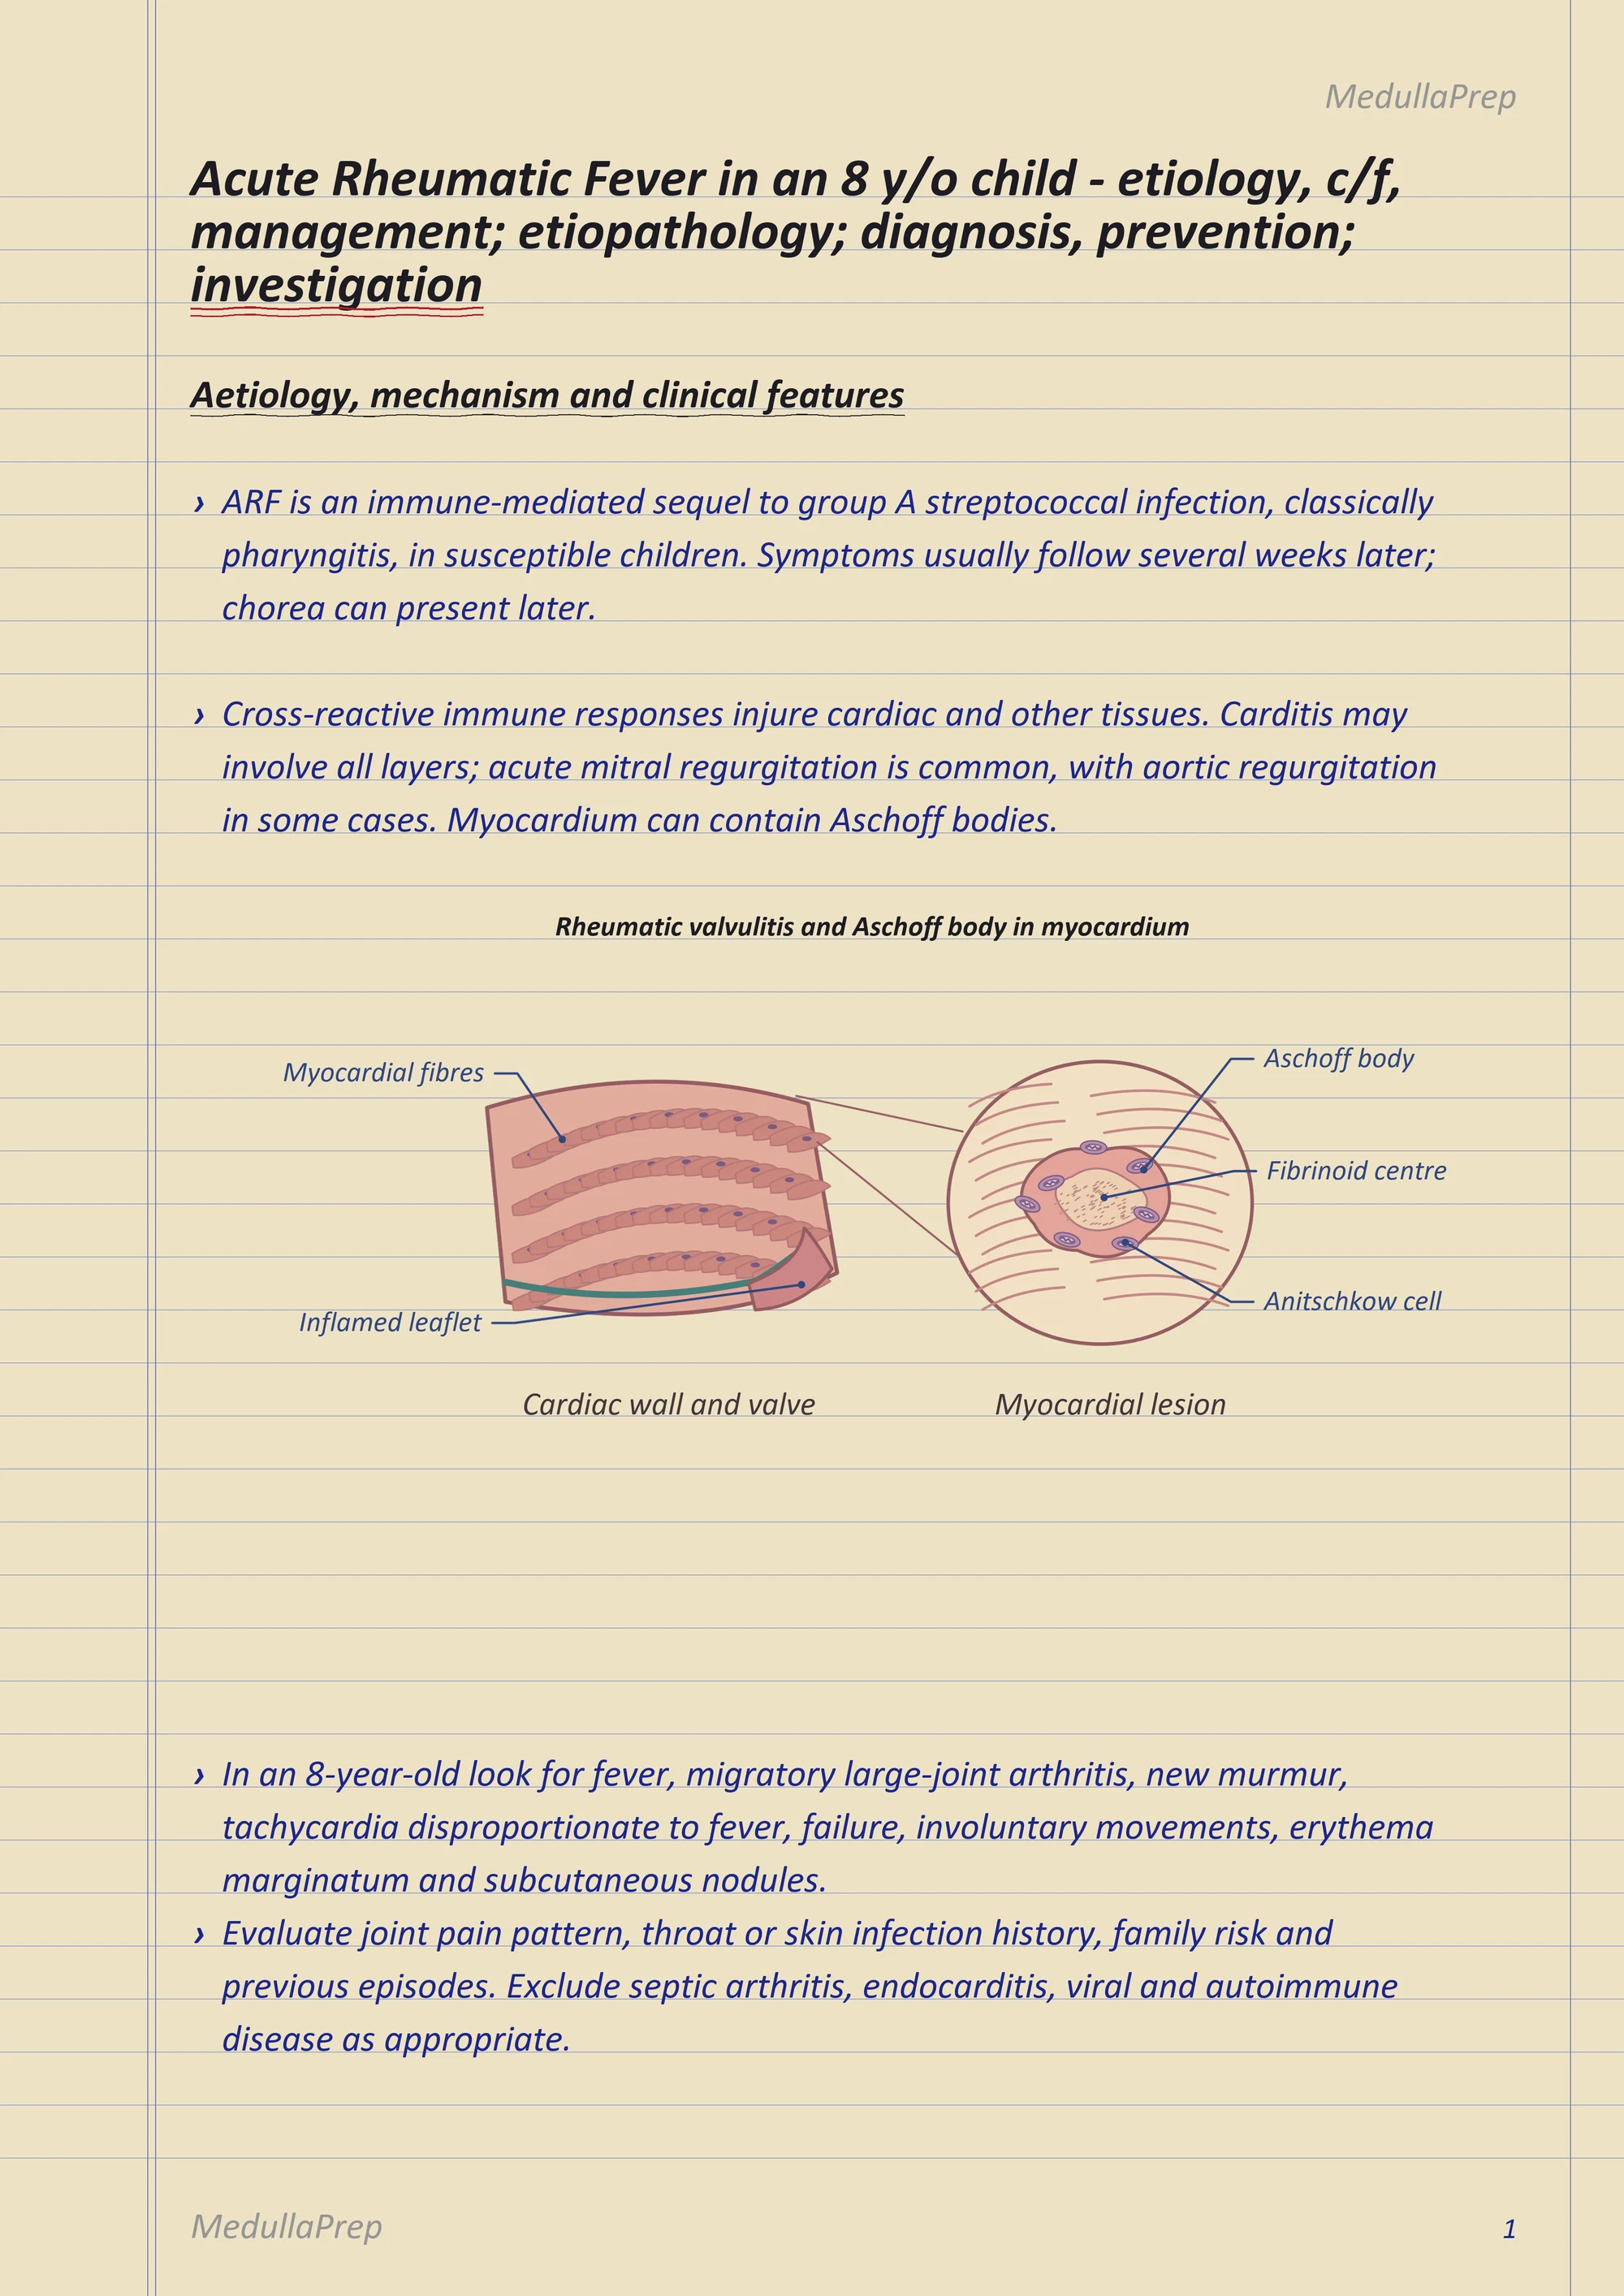 MedullaPrep
Acute Rheumatic Fever in an 8 y/o child - etiology, c/f,
management; etiopathology; diagnosis, prevention;
investigation
Aetiology, mechanism and clinical features
› ARF is an immune-mediated sequel to group A streptococcal infection, classically
pharyngitis, in susceptible children. Symptoms usually follow several weeks later;
chorea can present later.
› Cross-reactive immune responses injure cardiac and other tissues. Carditis may
involve all layers; acute mitral regurgitation is common, with aortic regurgitation
in some cases. Myocardium can contain Aschoff bodies.
Rheumatic valvulitis and Aschoff body in myocardium
Myocardial fibres
Inflamed leaflet
Cardiac wall and valve
Aschoff body
Fibrinoid centre
Anitschkow cell
Myocardial lesion
› In an 8-year-old look for fever, migratory large-joint arthritis, new murmur,
tachycardia disproportionate to fever, failure, involuntary movements, erythema
marginatum and subcutaneous nodules.
› Evaluate joint pain pattern, throat or skin infection history, family risk and
previous episodes. Exclude septic arthritis, endocarditis, viral and autoimmune
disease as appropriate.
MedullaPrep
1